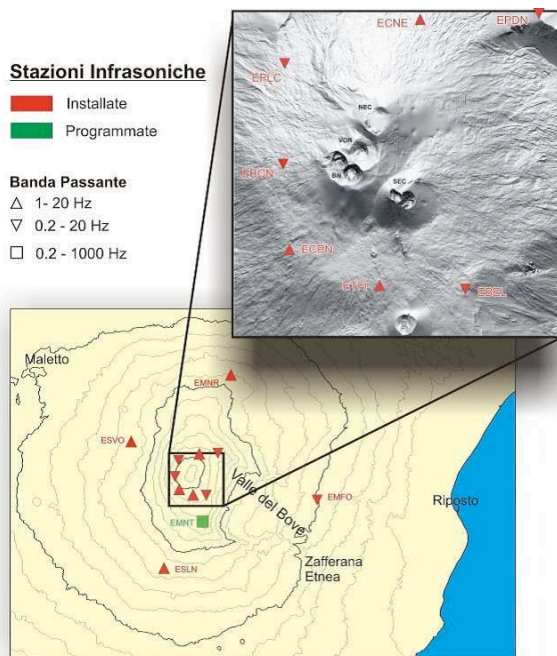 Stazioni Infrasoniche
Installate
Programmate
Banda Passante
1- 20 Hz
0.2 - 20 Hz
0.2 - 1000 Hz
ECNE
EPDN
EPLC
NEC
VOR
BN
SEC
EBCN
ECPN
EBEL
Maletto
EMNR
ESVO
Valle del Bove
EMFO
Riposto
EMNT
Zafferana
Etnea
ESLN